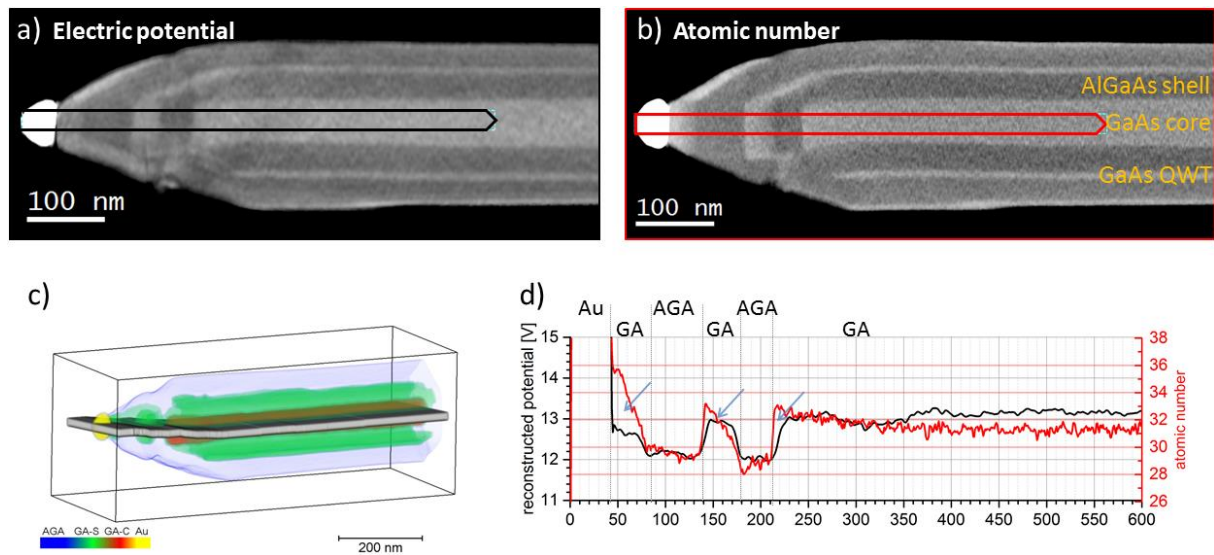 a) Electric potential
100 nm
b) Atomic number
AlGaAs shell
GaAs core
GaAs QWT
100 nm
c)
AGA GA-S GA-C Au
200 nm
d)
Au AGA AGA
GA GA GA
reconstructed potential [V]
15
14
13
12
11
0 50 100 150 200 250 300 350 400 450 500 550 600
38
36
34
32
30
28
26
atomic number